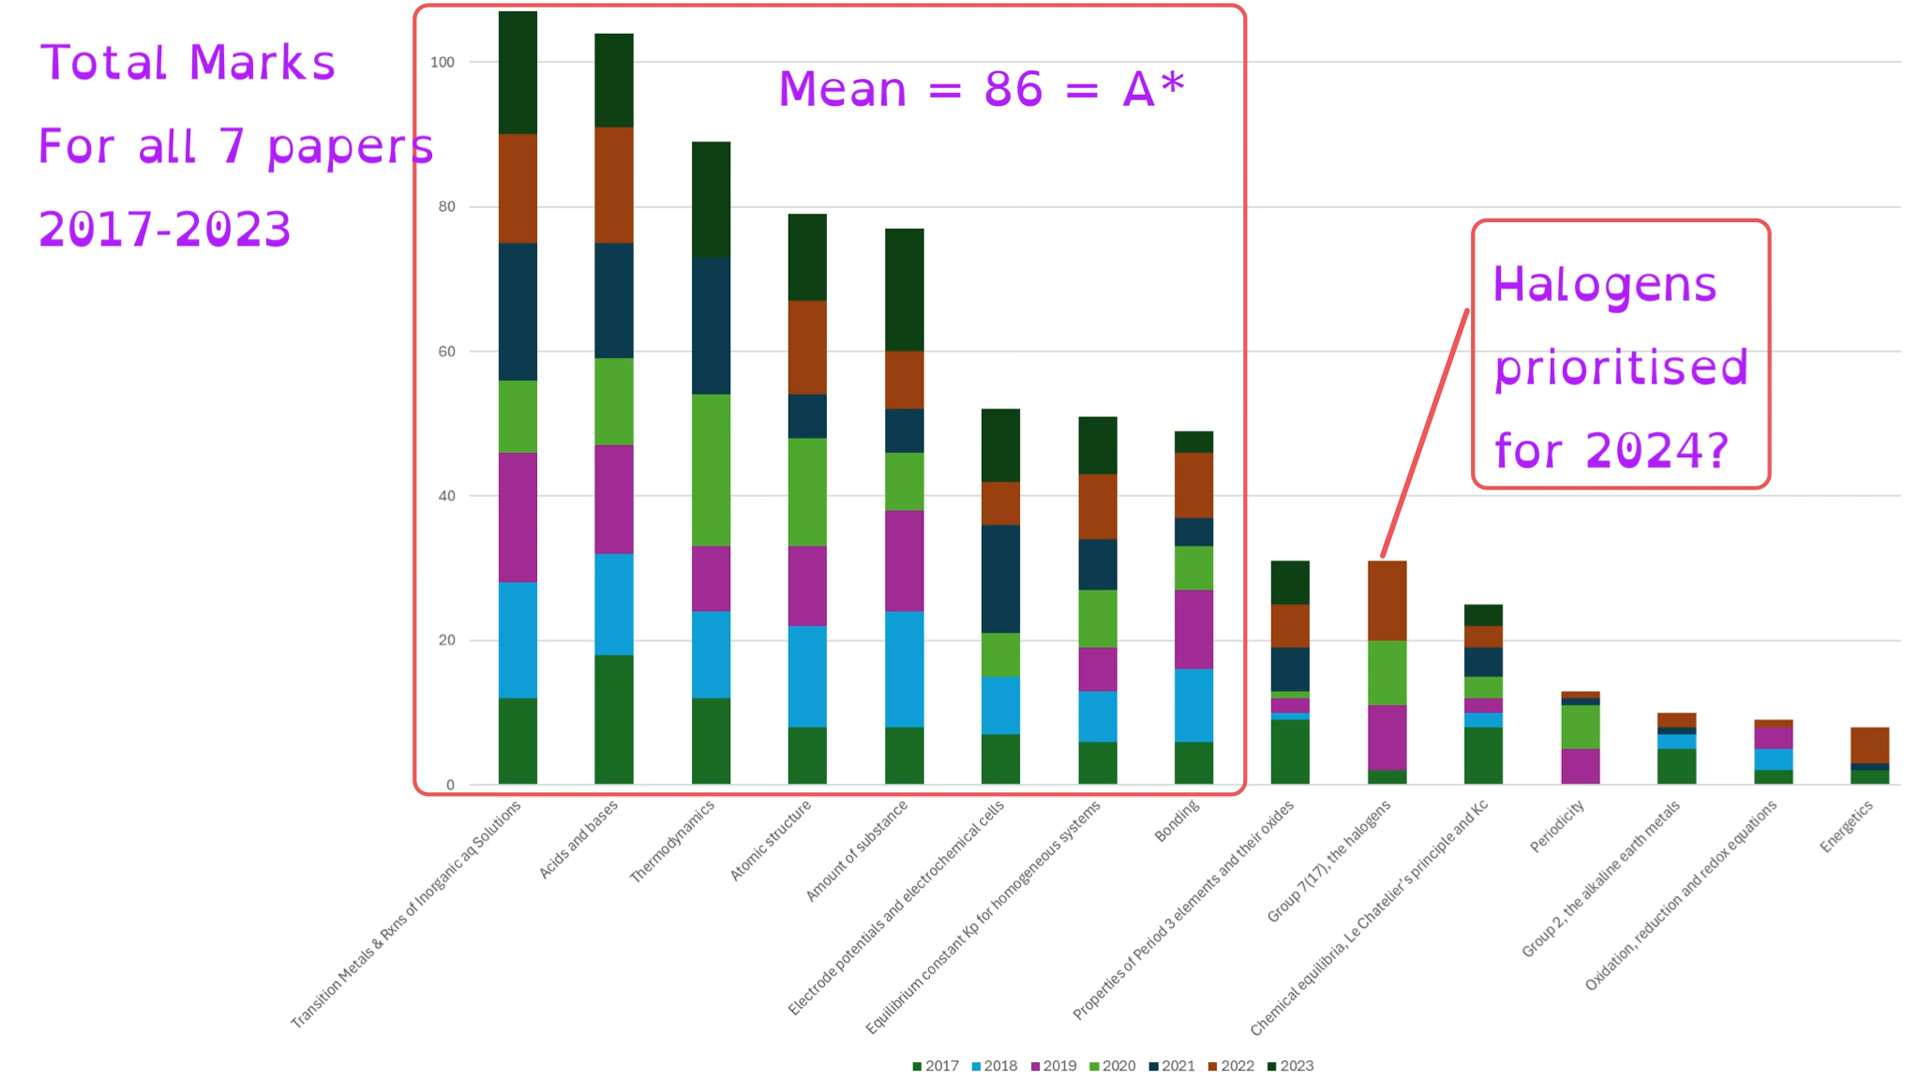 Total Marks
For all 7 papers
2017-2023
Mean = 86 = A*
Halogens
prioritised
for 2024?
100
80
60
40
20
0
Transition Metals & Rxns of Inorganic aq Solutions
Acids and bases
Thermodynamics
Atomic structure
Amount of substance
Electrode potentials and electrochemical cells
Equilibrium constant Kp for homogeneous systems
Bonding
Properties of Period 3 elements and their oxides
Group 7(17), the halogens
Chemical equilibria, Le Chatelier's principle and Kc
Periodicity
Group 2, the alkaline earth metals
Oxidation, reduction and redox equations
Energetics
2017 2018 2019 2020 2021 2022 2023